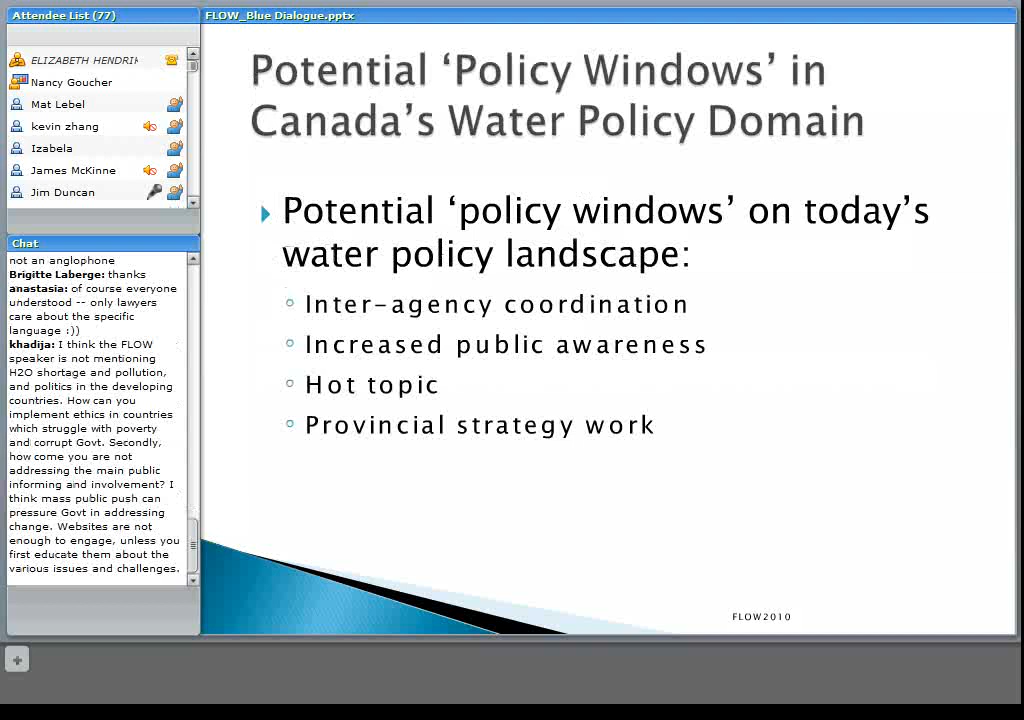 Attendee List (77)
ELIZABETH HENDRIK
Nancy Goucher
Mat Lebel
kevin zhang
Izabela
James McKinne
Jim Duncan
Chat
not an anglophone
Brigitte Laberge: thanks
anastasia: of course everyone
understood -- only lawyers
care about the specific
language :))
khadija: I think the FLOW
speaker is not mentioning
H2O shortage and pollution,
and politics in the developing
countries. How can you
implement ethics in countries
which struggle with poverty
and corrupt Govt. Secondly,
how come you are not
addressing the main public
informing and involvement? I
think mass public push can
pressure Govt in addressing
change. Websites are not
enough to engage, unless you
first educate them about the
various issues and challenges.
FLOW_Blue Dialogue.pptx
Potential ‘Policy Windows’ in
Canada’s Water Policy Domain
Potential ‘policy windows’ on today’s
water policy landscape:
Inter-agency coordination
Increased public awareness
Hot topic
Provincial strategy work
FLOW2010